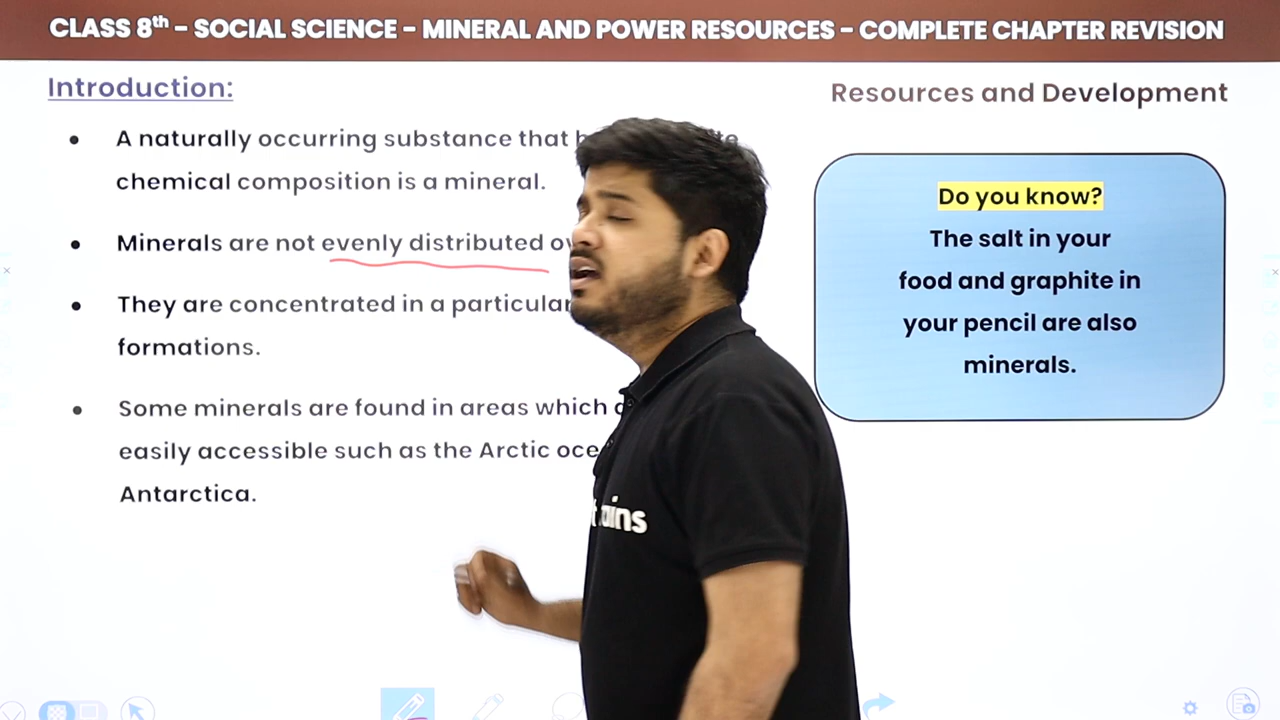 CLASS 8th – SOCIAL SCIENCE – MINERAL AND POWER RESOURCES – COMPLETE CHAPTER REVISION
Introduction:
Resources and Development
• A naturally occurring substance that
chemical composition is a mineral.
• Minerals are not evenly distributed
• They are concentrated in a particular
formations.
• Some minerals are found in areas which
easily accessible such as the Arctic
Antarctica.
Do you know?
The salt in your
food and graphite in
your pencil are also
minerals.